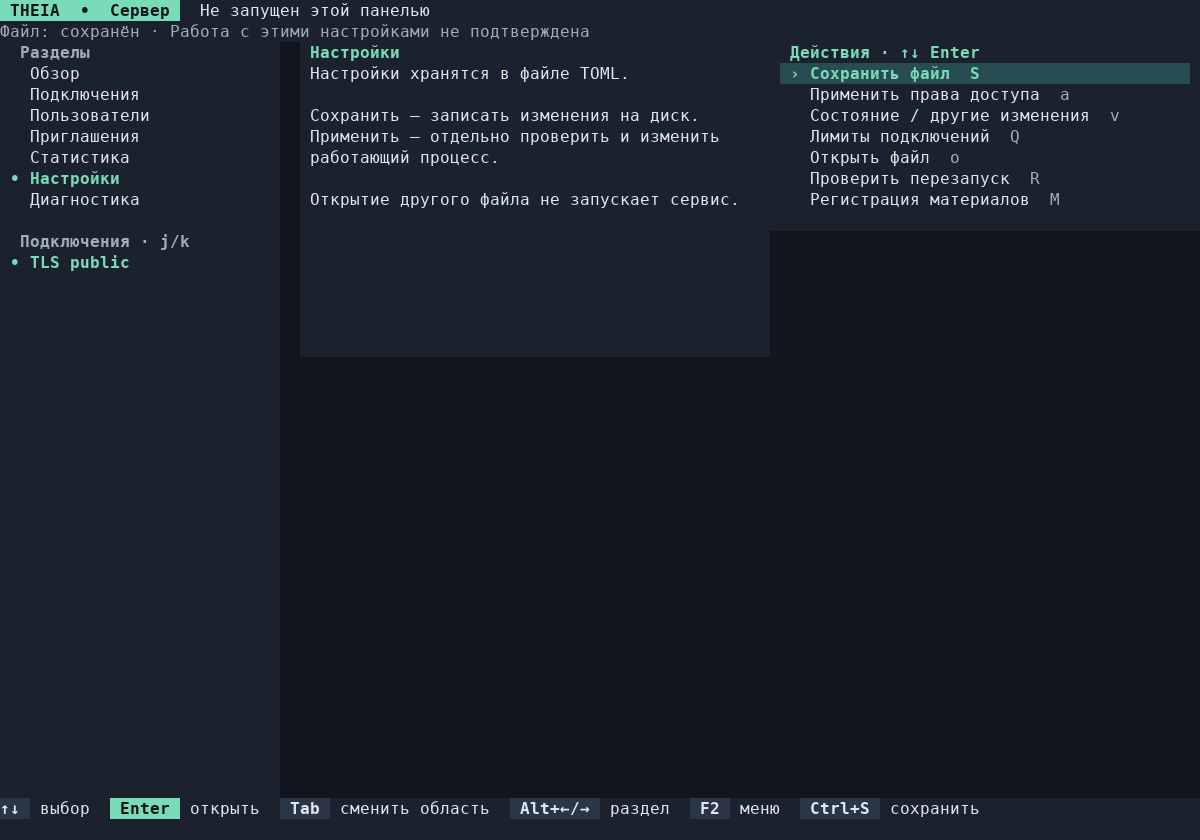 THEIA • Сервер Не запущен этой панелью
Файл: сохранён · Работа с этими настройками не подтверждена
Разделы
Обзор
Подключения
Пользователи
Приглашения
Статистика
• Настройки
Диагностика
Подключения · j/k
• TLS public
Настройки
Настройки хранятся в файле TOML.
Сохранить — записать изменения на диск.
Применить — отдельно проверить и изменить
работающий процесс.
Открытие другого файла не запускает сервис.
Действия · ↑↓ Enter
› Сохранить файл S
Применить права доступа a
Состояние / другие изменения v
Лимиты подключений Q
Открыть файл o
Проверить перезапуск R
Регистрация материалов M
↑↓ выбор Enter открыть Tab сменить область Alt+←/→ раздел F2 меню Ctrl+S сохранить